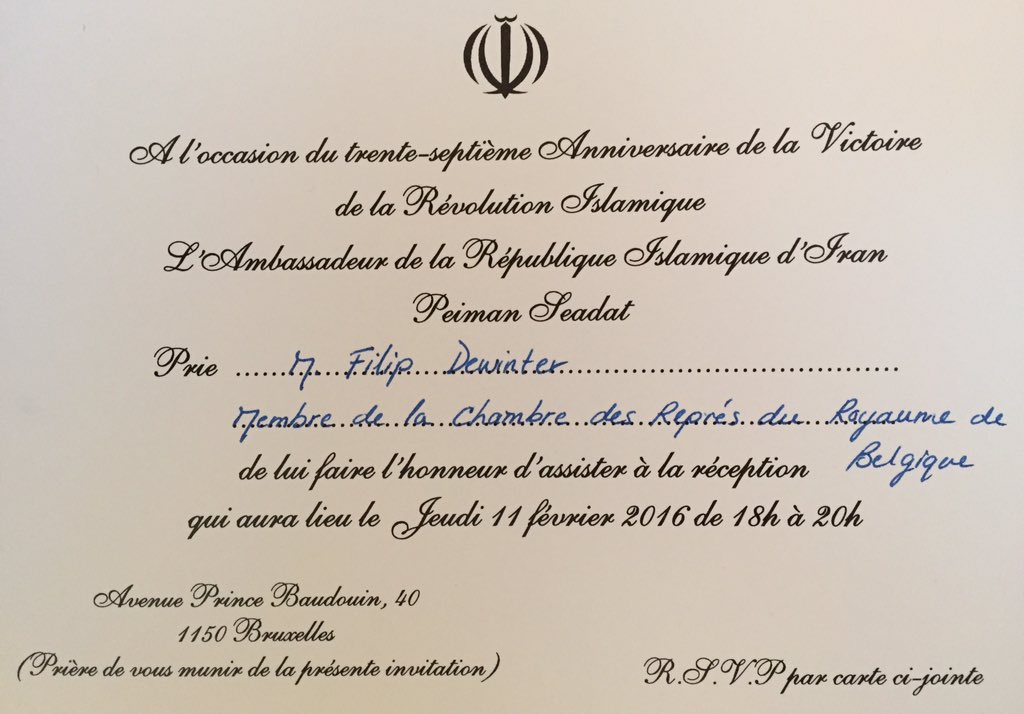 A l'occasion du trente-septième Anniversaire de la Victoire
de la Révolution Islamique
L'Ambassadeur de la République Islamique d'Iran
Peiman Seadat
Prie ...... M. Filip Dewinter ......
Membre de la Chambre des Représ du Royaume de
Belgique
de lui faire l'honneur d'assister à la réception
qui aura lieu le Jeudi 11 février 2016 de 18h à 20h
Avenue Prince Baudouin, 40
1150 Bruxelles
(Prière de vous munir de la présente invitation)
R.S.V.P par carte ci-jointe